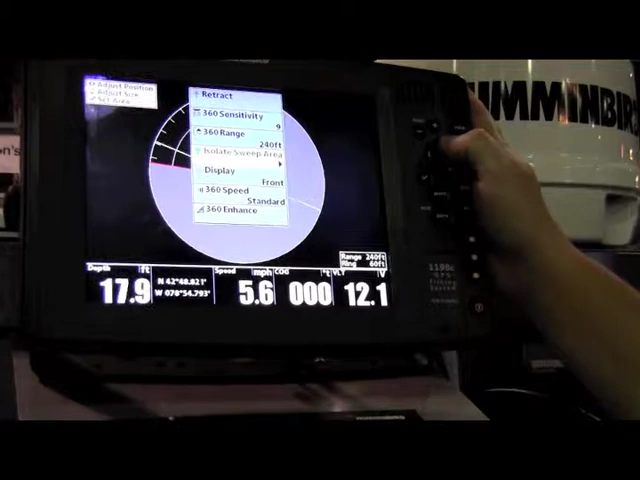 Adjust Position
Adjust Size
Set Area
Retract
360 Sensitivity
9
360 Range
240ft
Isolate Sweep Area
Display
Front
360 Speed
Standard
360 Enhance
Range 240ft
Ring 60ft
Depth ft
17.9
N 42°48.821'
W 078°54.793'
Speed mph
5.6
COG °t
000
VLT V
12.1
1198c
HUMMINBIRD